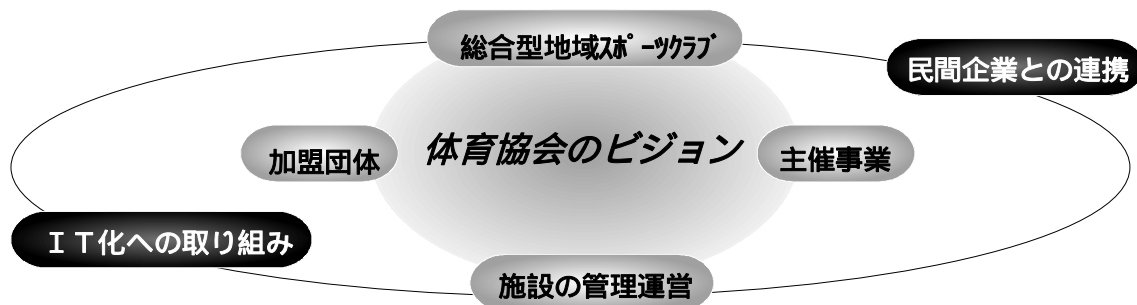 総合型地域ｽﾎﾟｰﾂｸﾗﾌﾞ
民間企業との連携
体育協会のビジョン
加盟団体
主催事業
ＩＴ化への取り組み
施設の管理運営